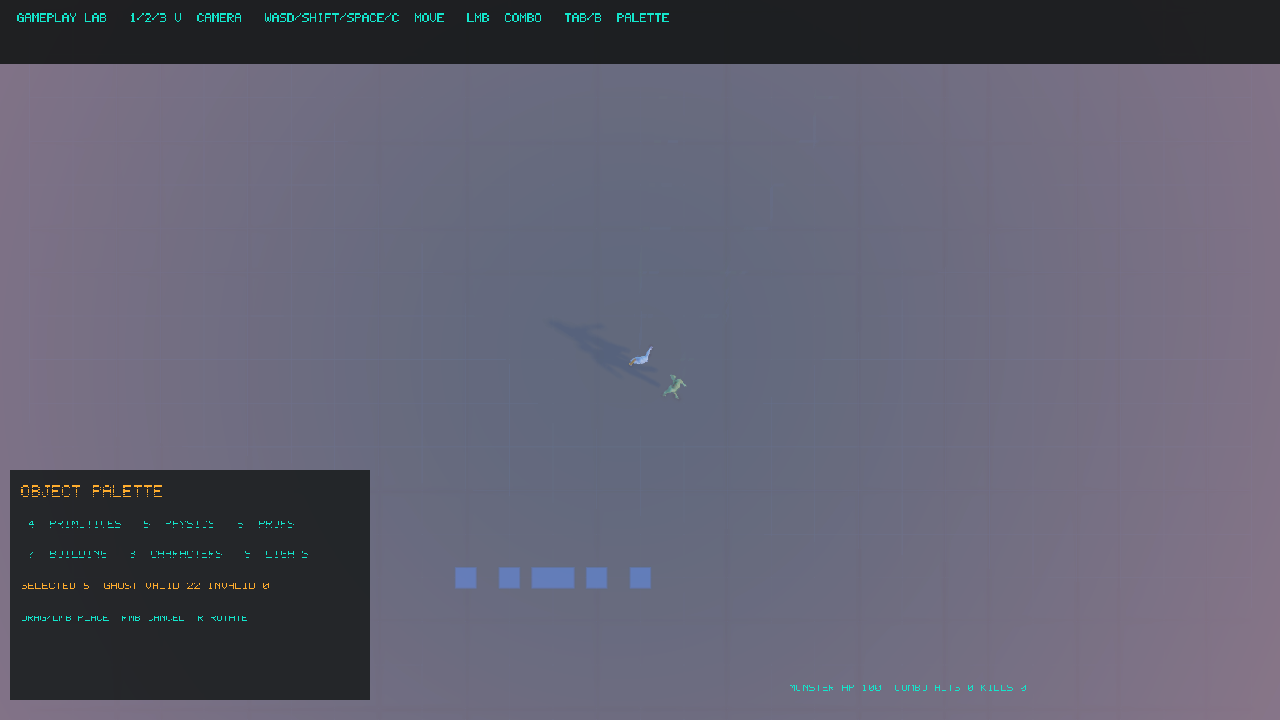 GAMEPLAY LAB 1/2/3 V CAMERA WASD/SHIFT/SPACE/C MOVE LMB COMBO TAB/B PALETTE
OBJECT PALETTE
4 PRIMITIVES 5 PHYSICS 6 PROPS
7 BUILDING 8 CHARACTERS 9 LIGHTS
SELECTED 5 GHOST VALID 22 INVALID 0
DRAG/LMB PLACE RMB CANCEL R ROTATE
MONSTER HP 100 COMBO HITS 0 KILLS 0